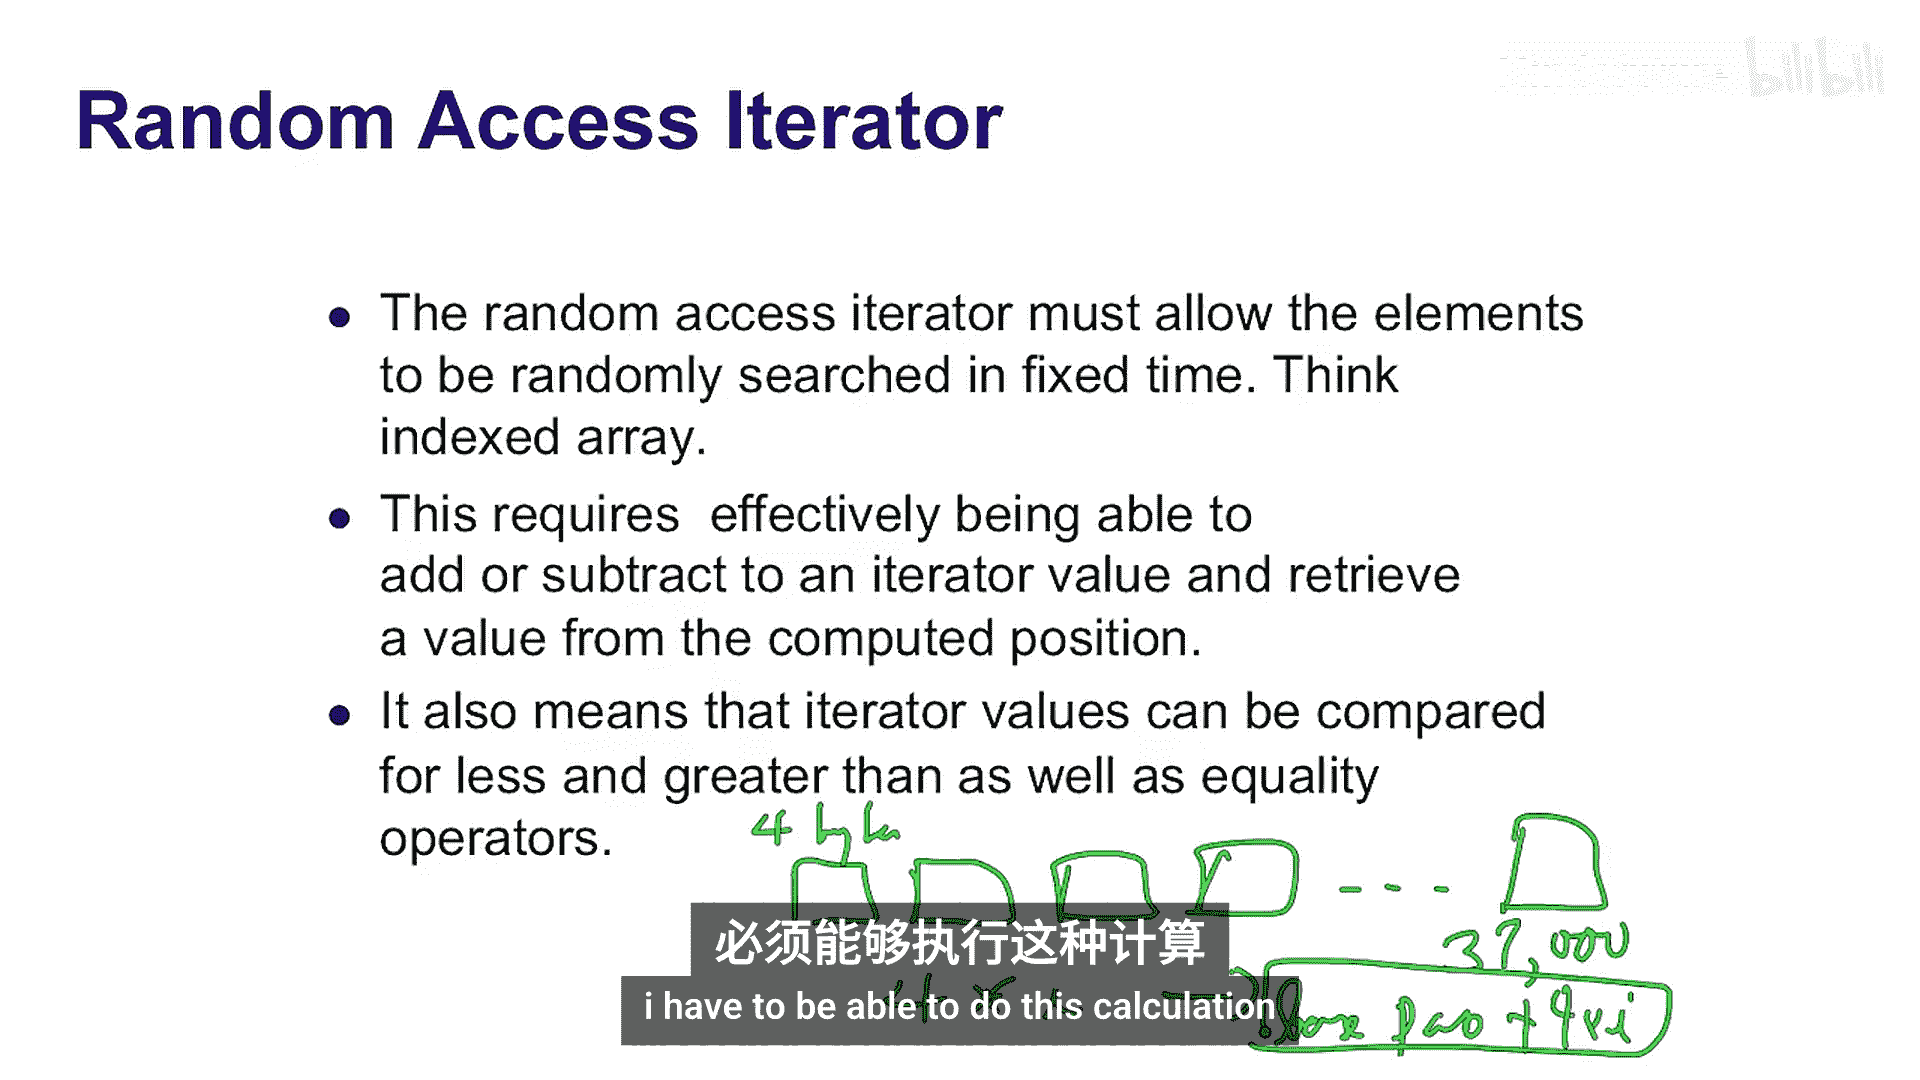 bilibili
Random Access Iterator
● The random access iterator must allow the elements
to be randomly searched in fixed time. Think
indexed array.
● This requires effectively being able to
add or subtract to an iterator value and retrieve
a value from the computed position.
● It also means that iterator values can be compared
for less and greater than as well as equality
operators.
4 bytes
- - -
37,000
必须能够执行这种计算
i have to be able to do this calculation
base + 4 x i